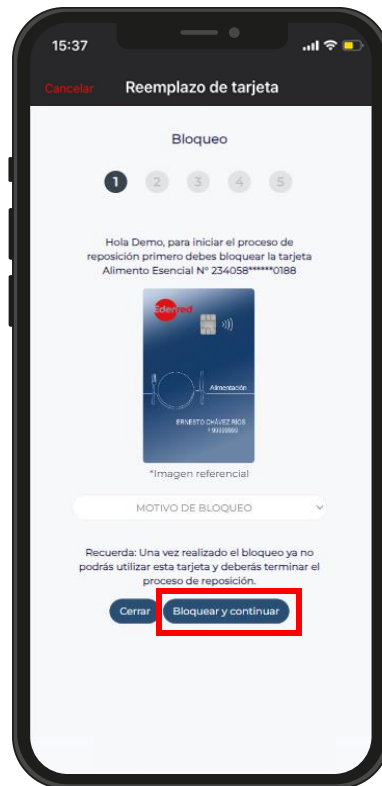 15:37
Cancelar Reemplazo de tarjeta
Bloqueo
1 2 3 4 5
Hola Demo, para iniciar el proceso de
reposición primero debes bloquear la tarjeta
Alimento Esencial N° 234058******0188
Edenred
Alimentación
ERNESTO CHÁVEZ RÍOS
*Imagen referencial
MOTIVO DE BLOQUEO
Recuerda: Una vez realizado el bloqueo ya no
podrás utilizar esta tarjeta y deberás terminar el
proceso de reposición.
Cerrar Bloquear y continuar